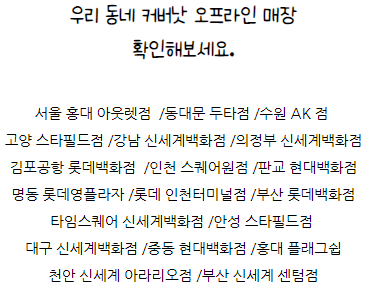 우리 동네 커버낫 오프라인 매장
확인해보세요.
서울 홍대 아웃렛점 /동대문 두타점 /수원 AK 점
고양 스타필드점 /강남 신세계백화점 /의정부 신세계백화점
김포공항 롯데백화점 /인천 스퀘어원점 /판교 현대백화점
명동 롯데영플라자 /롯데 인천터미널점 /부산 롯데백화점
타임스퀘어 신세계백화점 /안성 스타필드점
대구 신세계백화점 /중동 현대백화점 /홍대 플래그쉽
천안 신세계 아라리오점 /부산 신세계 센텀점